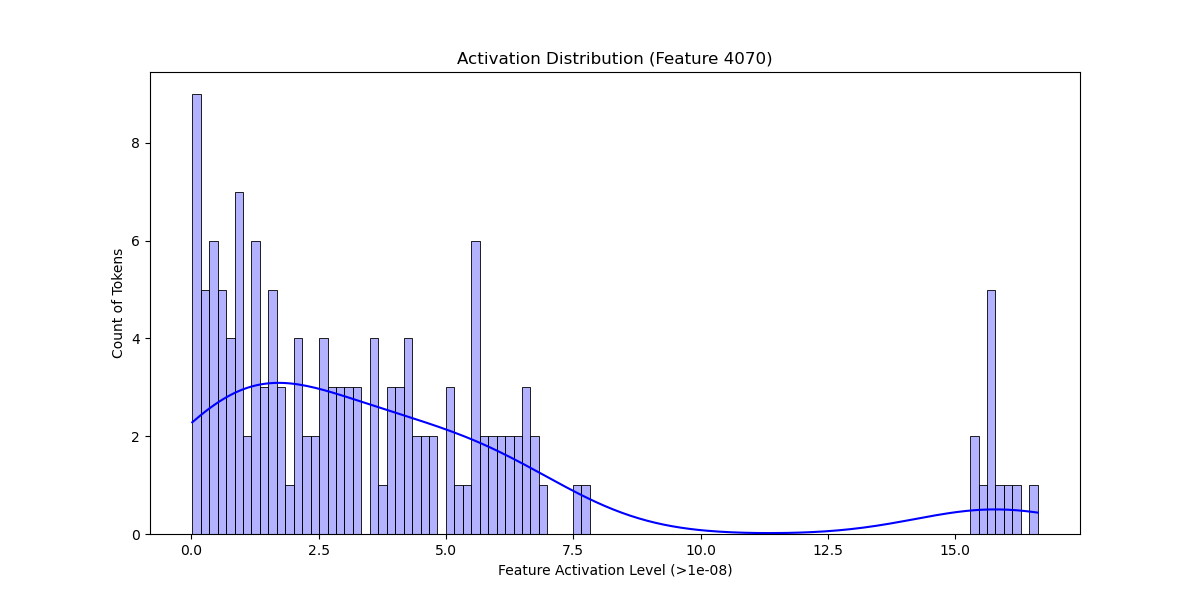 Activation Distribution (Feature 4070)
Count of Tokens
8
6
4
2
0
0.0 2.5 5.0 7.5 10.0 12.5 15.0
Feature Activation Level (>1e-08)